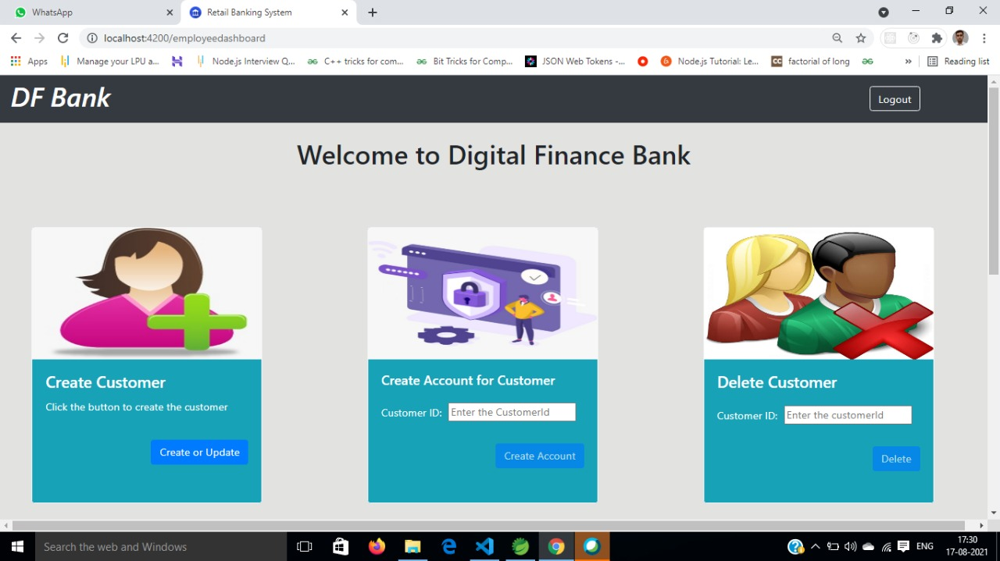 WhatsApp
Retail Banking System
localhost:4200/employeedashboard
Apps
Manage your LPU a...
Node.js Interview Q...
C++ tricks for com...
Bit Tricks for Comp...
JSON Web Tokens -...
Node.js Tutorial: Le...
CC
factorial of long
»
Reading list
DF Bank
Logout
Welcome to Digital Finance Bank
Create Customer
Click the button to create the customer
Create or Update
Create Account for Customer
Customer ID: Enter the CustomerId
Create Account
Delete Customer
Customer ID: Enter the customerId
Delete
Search the web and Windows
ENG
17:30
17-08-2021